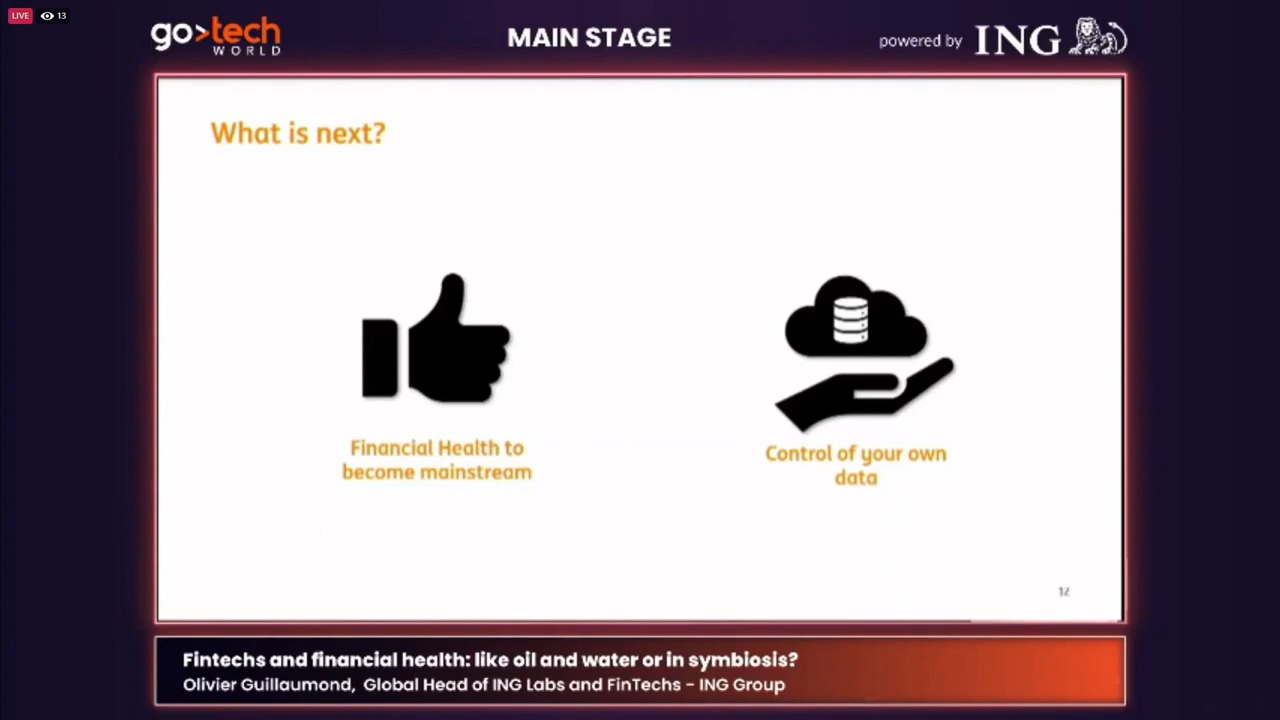 LIVE 13
go>tech
WORLD
MAIN STAGE
powered by ING
What is next?
Financial Health to
become mainstream
Control of your own
data
12
Fintechs and financial health: like oil and water or in symbiosis?
Olivier Guillaumond, Global Head of ING Labs and FinTechs - ING Group